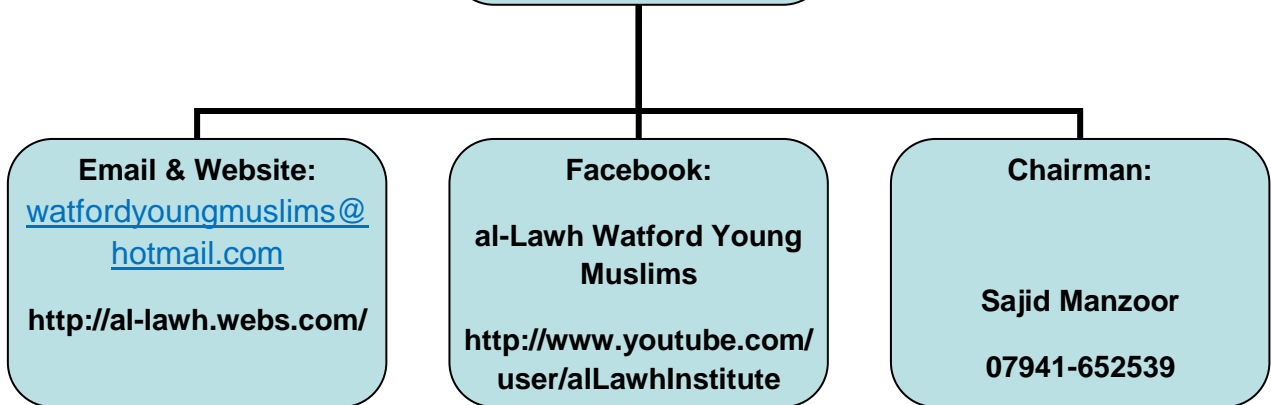 Email & Website:
watfordyoungmuslims@
hotmail.com
http://al-lawh.webs.com/
Facebook:
al-Lawh Watford Young
Muslims
http://www.youtube.com/
user/alLawhInstitute
Chairman:
Sajid Manzoor
07941-652539